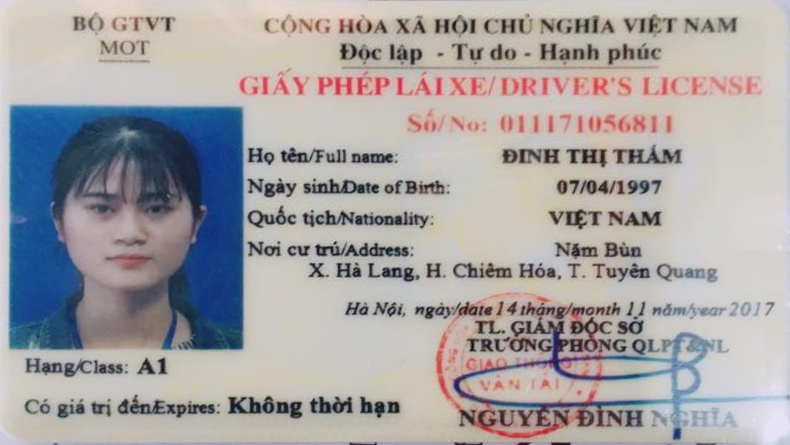 BỘ GTVT
MOT
CỘNG HÒA XÃ HỘI CHỦ NGHĨA VIỆT NAM
Độc lập - Tự do - Hạnh phúc
GIẤY PHÉP LÁI XE/ DRIVER'S LICENSE
Số/ No: 011171056811
Họ tên/Full name: ĐINH THỊ THẮM
Ngày sinh/Date of Birth: 07/04/1997
Quốc tịch/Nationality: VIỆT NAM
Nơi cư trú/Address: Nặm Bùn
X. Hà Lang, H. Chiêm Hóa, T. Tuyên Quang
Hà Nội, ngày/date 14 tháng/month 11 năm/year 2017
TL. GIÁM ĐỐC SỞ
TRƯỞNG PHÒNG QLPT&NL
GIAO THÔNG
VẬN TẢI
Hạng/Class: A1
Có giá trị đến/Expires: Không thời hạn
NGUYỄN ĐÌNH NGHĨA